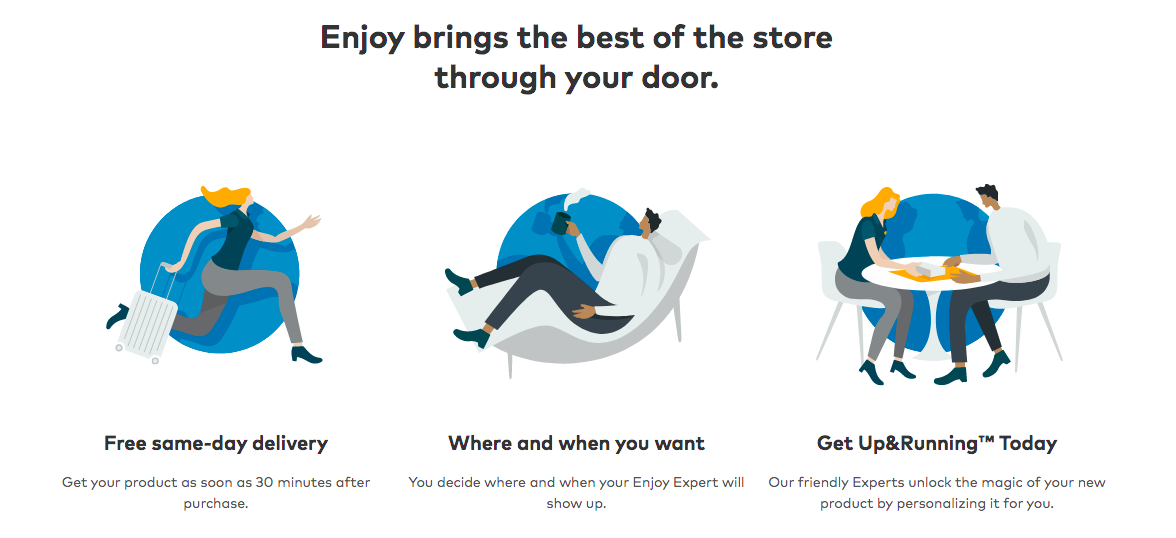 Enjoy brings the best of the store
through your door.
Free same-day delivery
Get your product as soon as 30 minutes after
purchase.
Where and when you want
You decide where and when your Enjoy Expert will
show up.
Get Up&Running™ Today
Our friendly Experts unlock the magic of your new
product by personalizing it for you.